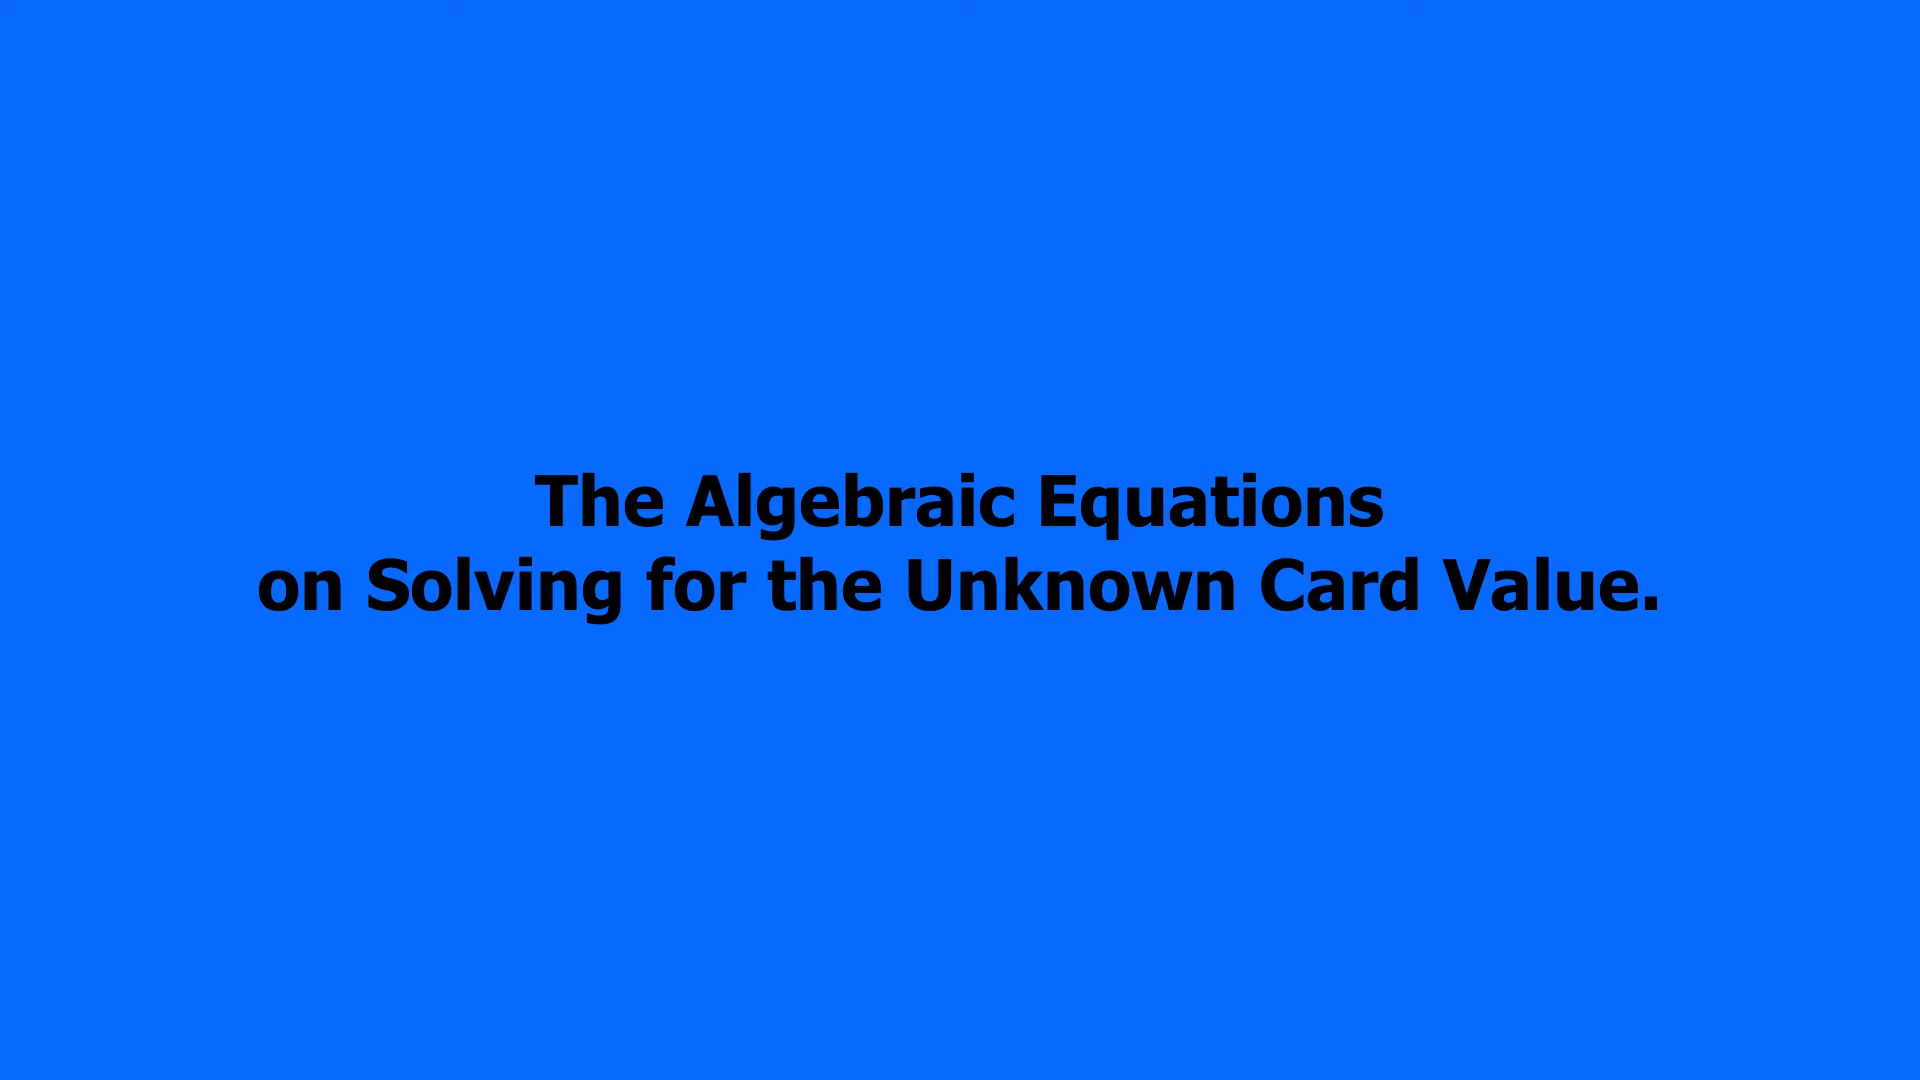 The Algebraic Equations
on Solving for the Unknown Card Value.